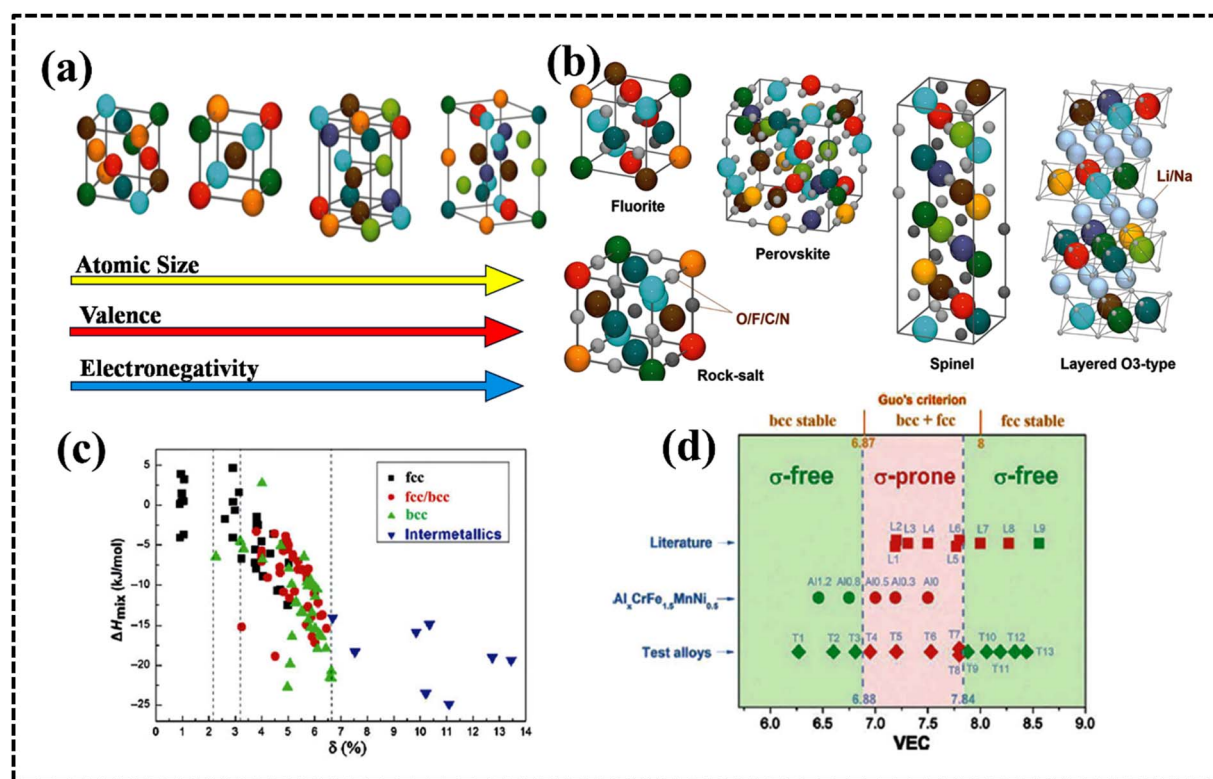 (a)
Atomic Size
Valence
Electronegativity
(b)
Fluorite
Perovskite
Li/Na
O/F/C/N
Rock-salt
Spinel
Layered O3-type
(c)
fcc
fcc/bcc
bcc
Intermetallics
ΔHmix (kJ/mol)
5
0
−5
−10
−15
−20
−25
0 1 2 3 4 5 6 7 8 9 10 11 12 13 14
δ (%)
(d)
Guo's criterion
bcc stable bcc + fcc fcc stable
6.87 8
σ-free σ-prone σ-free
Literature
L2 L3 L4 L6 L7 L8 L9
L1 L5
AlxCrFe1.5MnNi0.5
Al1.2 Al0.8 Al0.5 Al0.3 Al0
Test alloys
T1 T2 T3 T4 T5 T6 T7 T10 T12
T8 T9 T11 T13
6.88 7.84
6.0 6.5 7.0 7.5 8.0 8.5 9.0
VEC